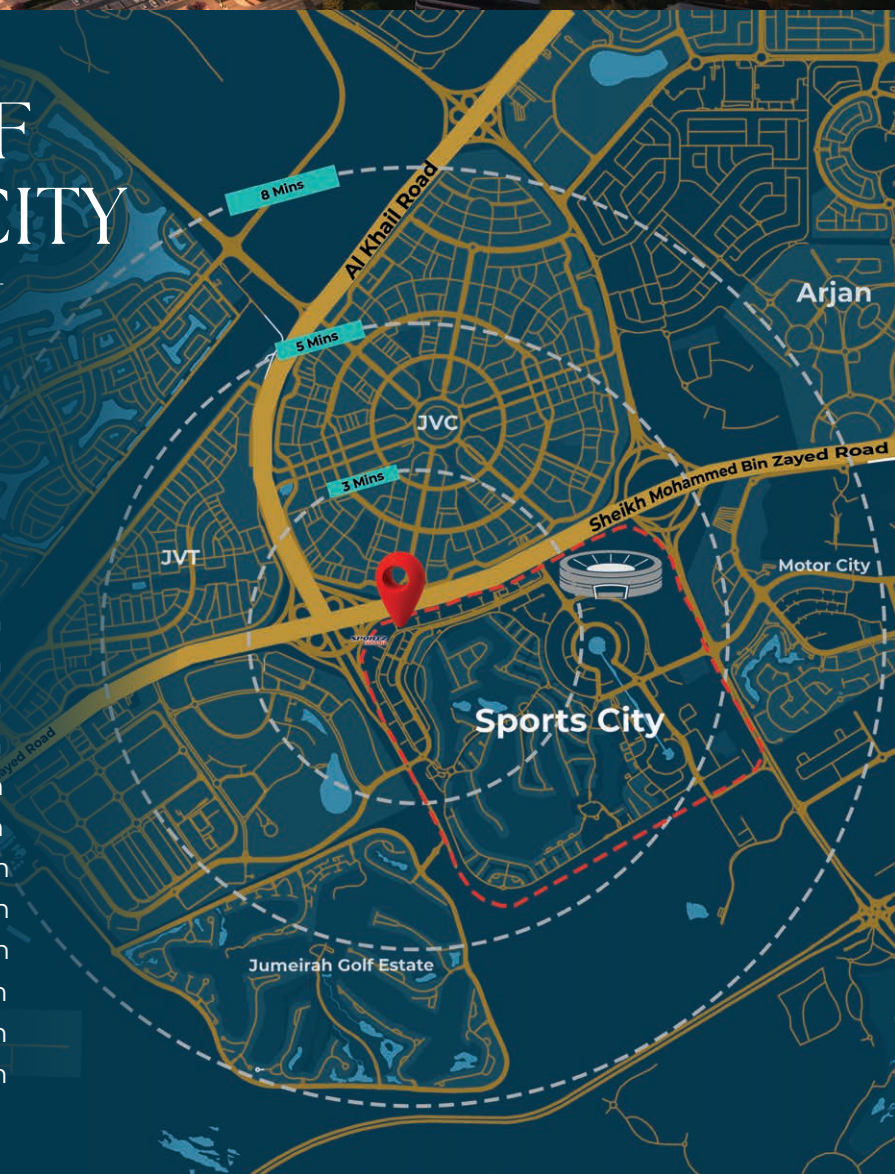 F
CITY
8 Mins
Al Khail Road
Arjan
5 Mins
JVC
3 Mins
Sheikh Mohammed Bin Zayed Road
JVT
Motor City
SPORTZ
Sports City
ayed Road
n
n
n
n
n
n
n
n
Jumeirah Golf Estate